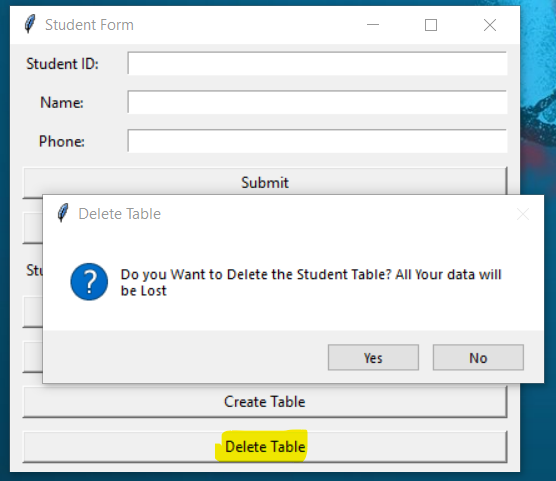 Student Form
Student ID:
Name:
Phone:
Submit
Delete Table
Do you Want to Delete the Student Table? All Your data will
be Lost
Yes No
Create Table
Delete Table